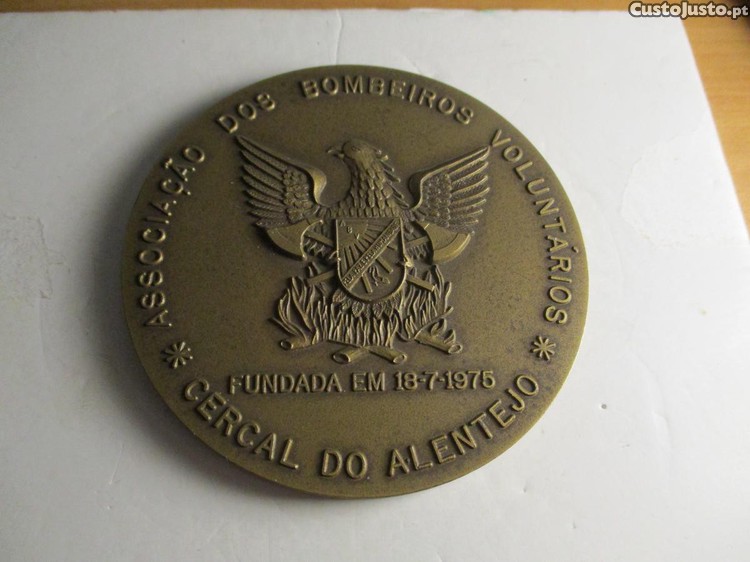 CustoJusto.pt
ASSOCIAÇÃO DOS BOMBEIROS VOLUNTÁRIOS
FUNDADA EM 18-7-1975
* CERCAL DO ALENTEJO *